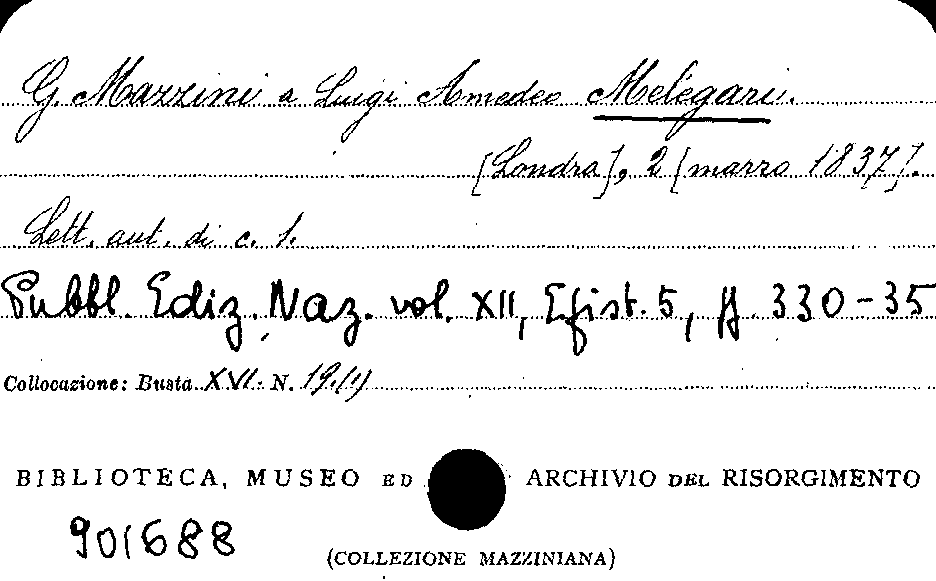 G. Mazzini a Luigi Amedeo Melegari.
[Londra], 2 [marzo 1837].
Lett. aut. di c. 1.
Pubbl. Ediz. Naz. vol. XII, Epist. 5, pp. 330-35
Collocazione: Busta XVI. N. 19(1)
BIBLIOTECA, MUSEO ED ARCHIVIO DEL RISORGIMENTO
901688
(COLLEZIONE MAZZINIANA)